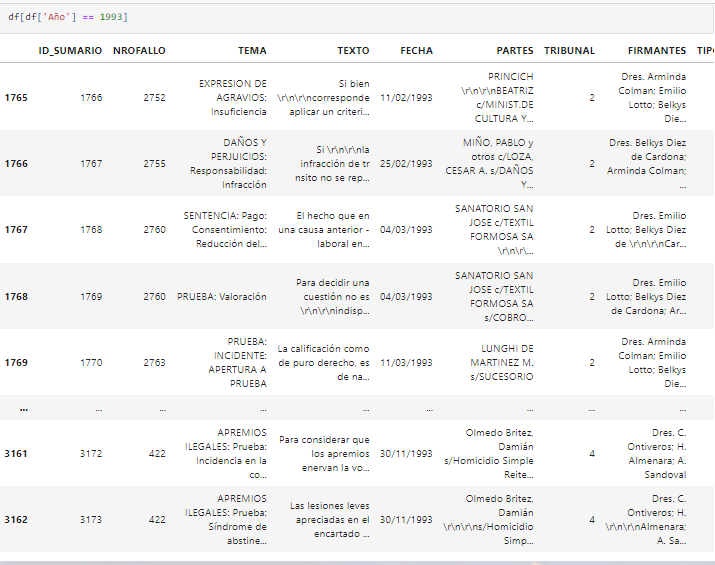 df[df['Año'] == 1993]
ID_SUMARIO NROFALLO TEMA TEXTO FECHA PARTES TRIBUNAL FIRMANTES TIPO
PRINCICH Dres. Arminda
EXPRESION DE Si bien \r\n\r\nBEATRIZ Colman; Emilio
1765 1766 2752 AGRAVIOS: \r\n\r\ncorresponde 11/02/1993 c/MINIST.DE 2 Lotto; Belkys
Insuficiencia aplicar un criteri... CULTURA Y... Die...
DAÑOS Y MIÑO, PABLO y Dres. Belkys Diez
1766 1767 2755 PERJUICIOS: Si \r\n\r\nla 25/02/1993 otros c/LOZA, 2 de Cardona;
Responsabilidad: infracción de tr CESAR A. s/DAÑOS Arminda Colman;
Infracción nsito no se rep... Y... ...
SANATORIO SAN
SENTENCIA: Pago: El hecho que en JOSE c/TEXTIL Dres. Emilio
1767 1768 2760 Consentimiento: una causa anterior - 04/03/1993 FORMOSA SA 2 Lotto; Belkys Diez
Reducción del... laboral en... \r\n\r\... de \r\n\r\nCar...
SANATORIO SAN
Para decidir una JOSE c/TEXTIL Dres. Emilio
1768 1769 2760 PRUEBA: Valoración cuestión no es 04/03/1993 FORMOSA SA 2 Lotto; Belkys Diez
\r\n\r\nindisp... s/COBRO... de Cardona; Ar...
PRUEBA: Dres. Arminda
INCIDENTE: La calificación como LUNGHI DE Colman; Emilio
1769 1770 2763 APERTURA A de puro derecho, es 11/03/1993 MARTINEZ M. 2 Lotto; Belkys
PRUEBA de na... s/SUCESORIO Die...
... ... ... ... ... ... ... ... ...
APREMIOS Olmedo Britez, Dres. C.
ILEGALES: Prueba: Para considerar que Damián Ontiveros; H.
3161 3172 422 Incidencia en la los apremios 30/11/1993 s/Homicidio Simple 4 Almenara; A.
co... enervan la vo... Reite... Sandoval
APREMIOS Olmedo Britez, Dres. C.
ILEGALES: Prueba: Las lesiones leves Damián Ontiveros; H.
3162 3173 422 Síndrome de apreciadas en el 30/11/1993 \r\n\r\ns/Homicidio 4 \r\n\r\nAlmenara;
abstine... encartado ... Simp... A. Sa...